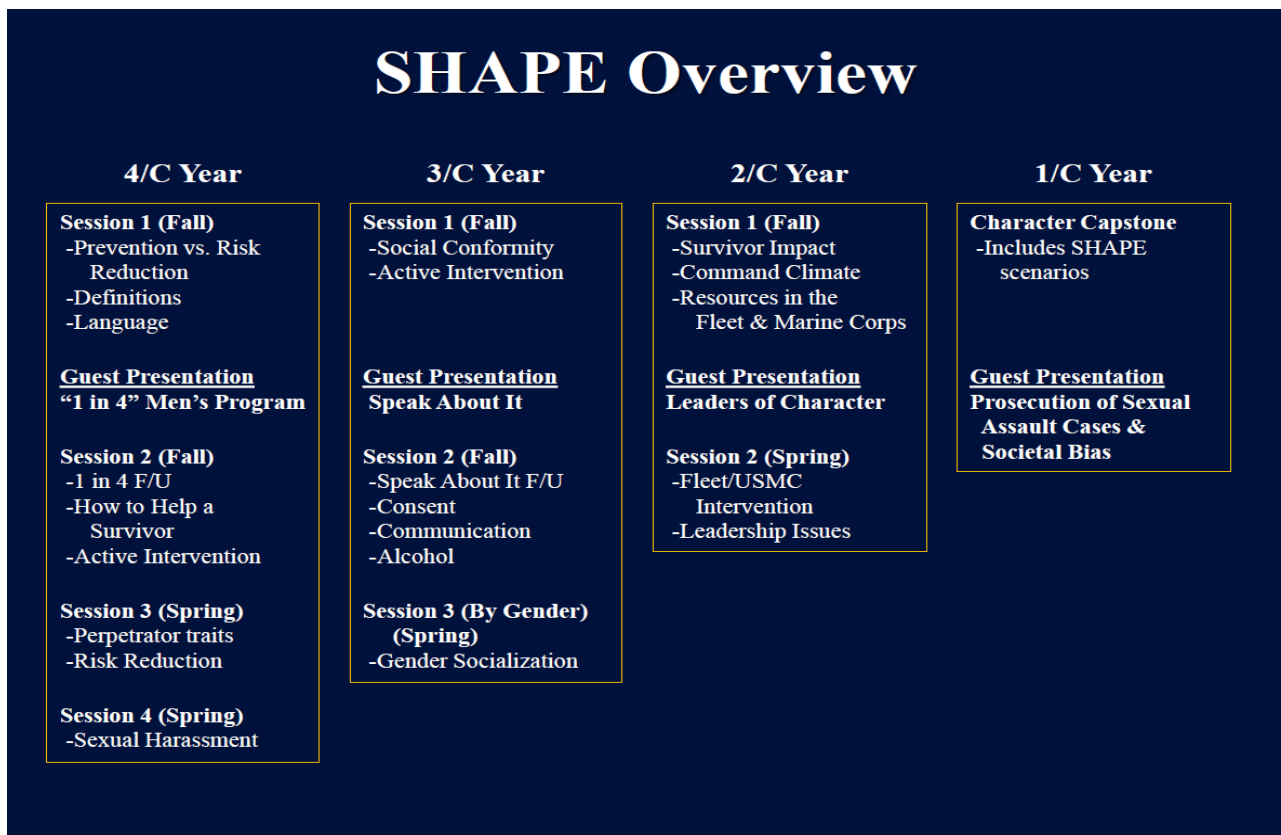 SHAPE Overview
4/C Year
Session 1 (Fall)
-Prevention vs. Risk
Reduction
-Definitions
-Language
Guest Presentation
“1 in 4” Men’s Program
Session 2 (Fall)
-1 in 4 F/U
-How to Help a
Survivor
-Active Intervention
Session 3 (Spring)
-Perpetrator traits
-Risk Reduction
Session 4 (Spring)
-Sexual Harassment
3/C Year
Session 1 (Fall)
-Social Conformity
-Active Intervention
Guest Presentation
Speak About It
Session 2 (Fall)
-Speak About It F/U
-Consent
-Communication
-Alcohol
Session 3 (By Gender)
(Spring)
-Gender Socialization
2/C Year
Session 1 (Fall)
-Survivor Impact
-Command Climate
-Resources in the
Fleet & Marine Corps
Guest Presentation
Leaders of Character
Session 2 (Spring)
-Fleet/USMC
Intervention
-Leadership Issues
1/C Year
Character Capstone
-Includes SHAPE
scenarios
Guest Presentation
Prosecution of Sexual
Assault Cases &
Societal Bias